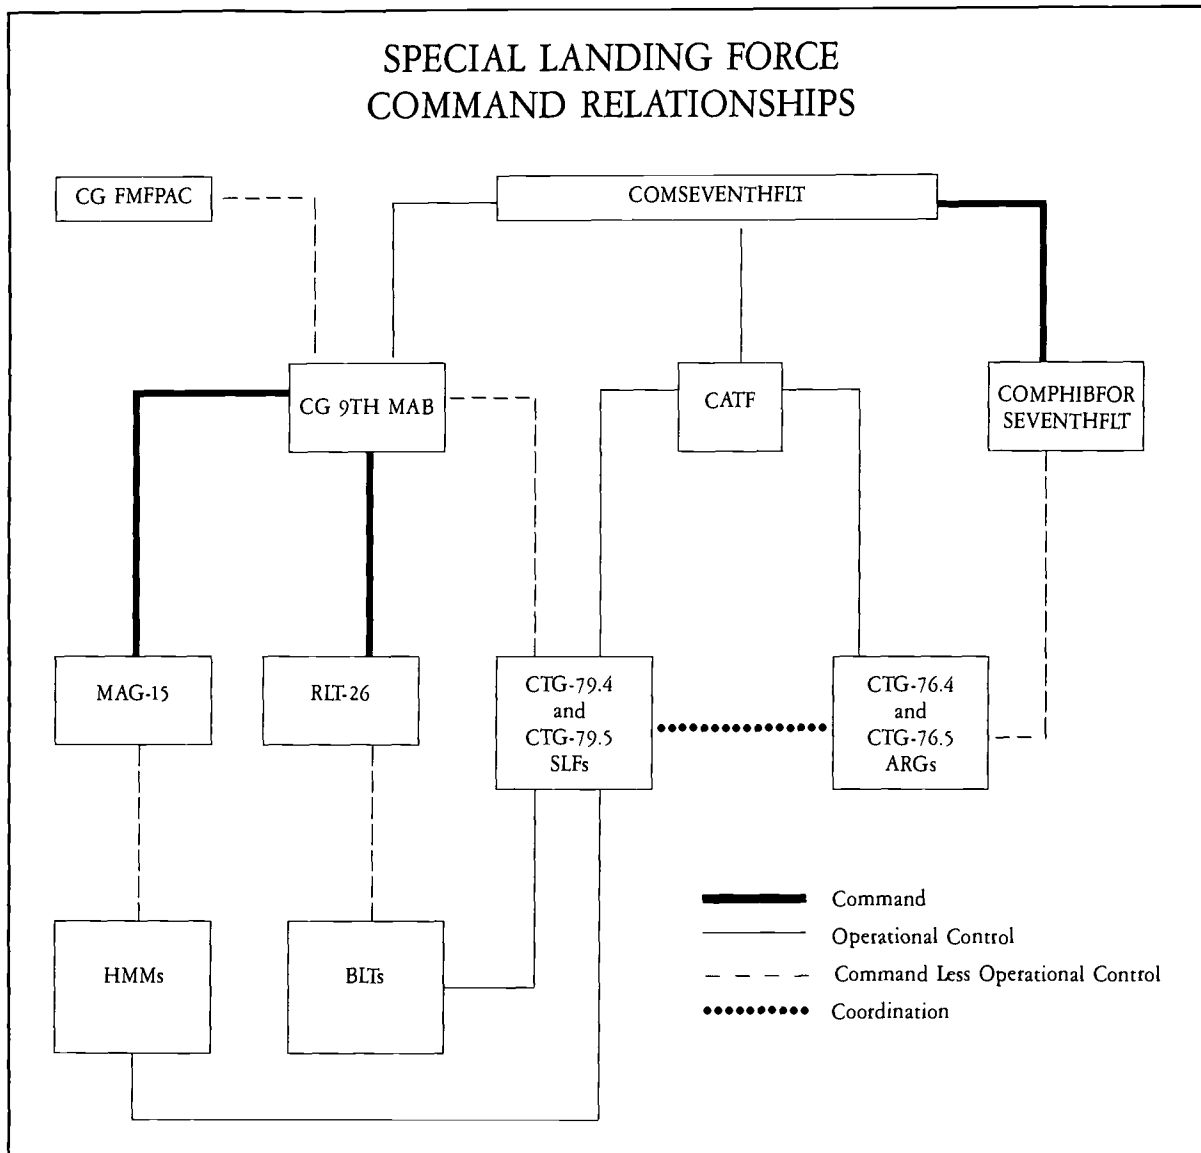 SPECIAL LANDING FORCE
COMMAND RELATIONSHIPS
CG FMFPAC
COMSEVENTHFLT
CG 9TH MAB
CATF
COMPHIBFOR
SEVENTHFLT
MAG-15
RLT-26
CTG-79.4
and
CTG-79.5
SLFs
CTG-76.4
and
CTG-76.5
ARGs
HMMs
BLTs
Command
Operational Control
Command Less Operational Control
Coordination